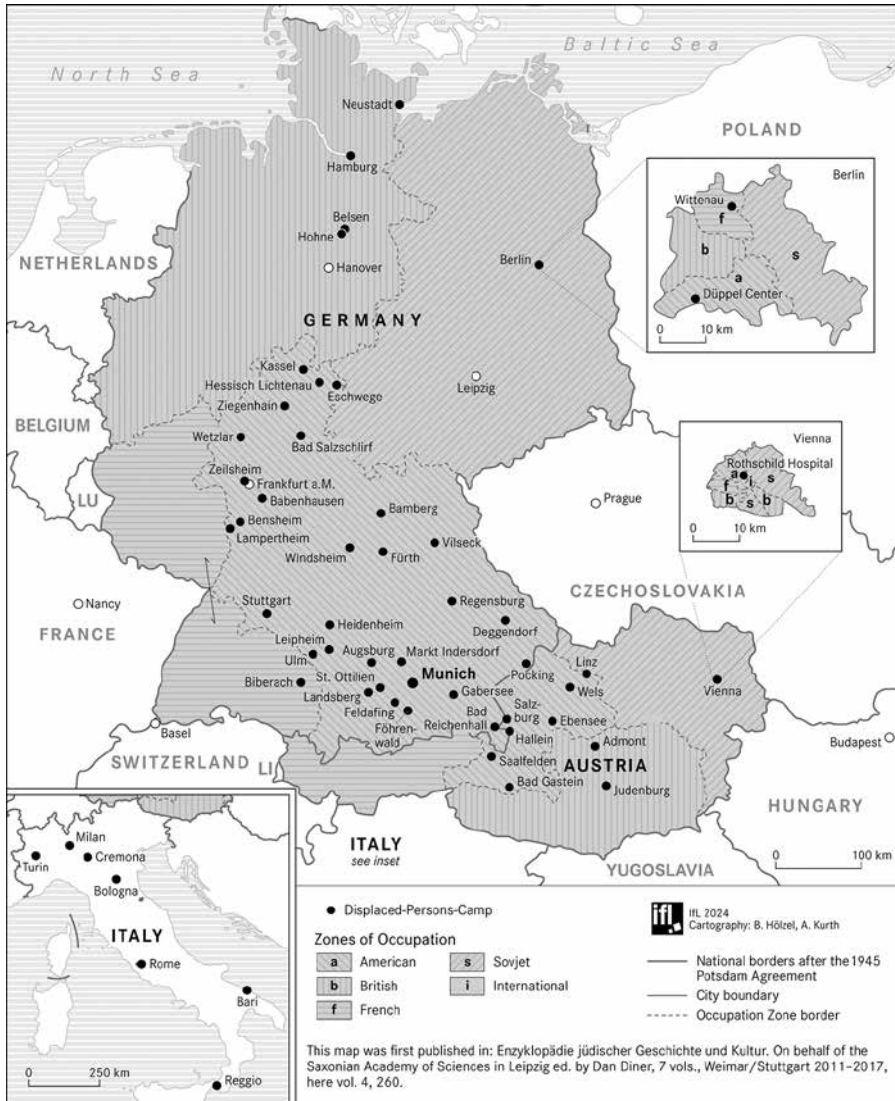 North Sea
Baltic Sea
Neustadt
POLAND
Hamburg
Berlin
Wittenau
f
Belsen
Hohne
b
s
NETHERLANDS
Hanover
Berlin
a
Düppel Center
GERMANY
0 10 km
Kassel
Hessisch Lichtenau
Eschwege
Leipzig
Ziegenhain
BELGIUM
Wetzlar
Bad Salzschlirf
Vienna
Rothschild Hospital
a
i
s
f
b
s
b
0 10 km
Zeilsheim
Frankfurt a.M.
LU
Babenhausen
Prague
Bamberg
Bensheim
Lampertheim
Windsheim
Fürth
Vilseck
CZECHOSLOVAKIA
Nancy
Stuttgart
Regensburg
FRANCE
Heidenheim
Deggendorf
Leipheim
Augsburg
Markt Indersdorf
Ulm
Linz
Pocking
St. Ottilien
Munich
Biberach
Wels
Vienna
Landsberg
Gabersee
Feldafing
Bad
Reichenhall
Salz-
burg
Ebensee
Föhren-
wald
Hallein
Admont
Basel
Budapest
SWITZERLAND
LI
Saalfelden
AUSTRIA
Bad Gastein
Judenburg
HUNGARY
ITALY
see inset
YUGOSLAVIA
0 100 km
Milan
Turin
Cremona
Bologna
ITALY
Rome
Bari
0 250 km
Reggio
Displaced-Persons-Camp
Zones of Occupation
a American
b British
f French
s Sovjet
i International
ifl.
IfL 2024
Cartography: B. Hölzel, A. Kurth
National borders after the 1945
Potsdam Agreement
City boundary
Occupation Zone border
This map was first published in: Enzyklopädie jüdischer Geschichte und Kultur. On behalf of the
Saxonian Academy of Sciences in Leipzig ed. by Dan Diner, 7 vols., Weimar/Stuttgart 2011–2017,
here vol. 4, 260.